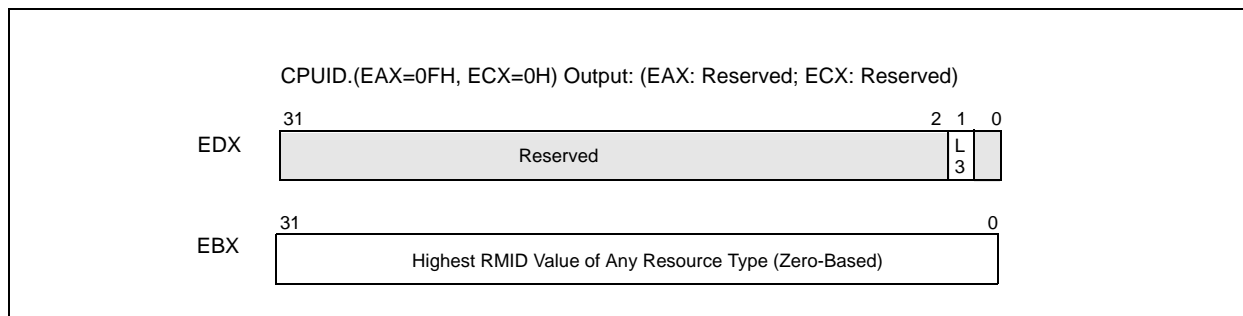 CPUID.(EAX=0FH, ECX=0H) Output: (EAX: Reserved; ECX: Reserved)
31 2 1 0
EDX Reserved L
3
31 0
EBX Highest RMID Value of Any Resource Type (Zero-Based)